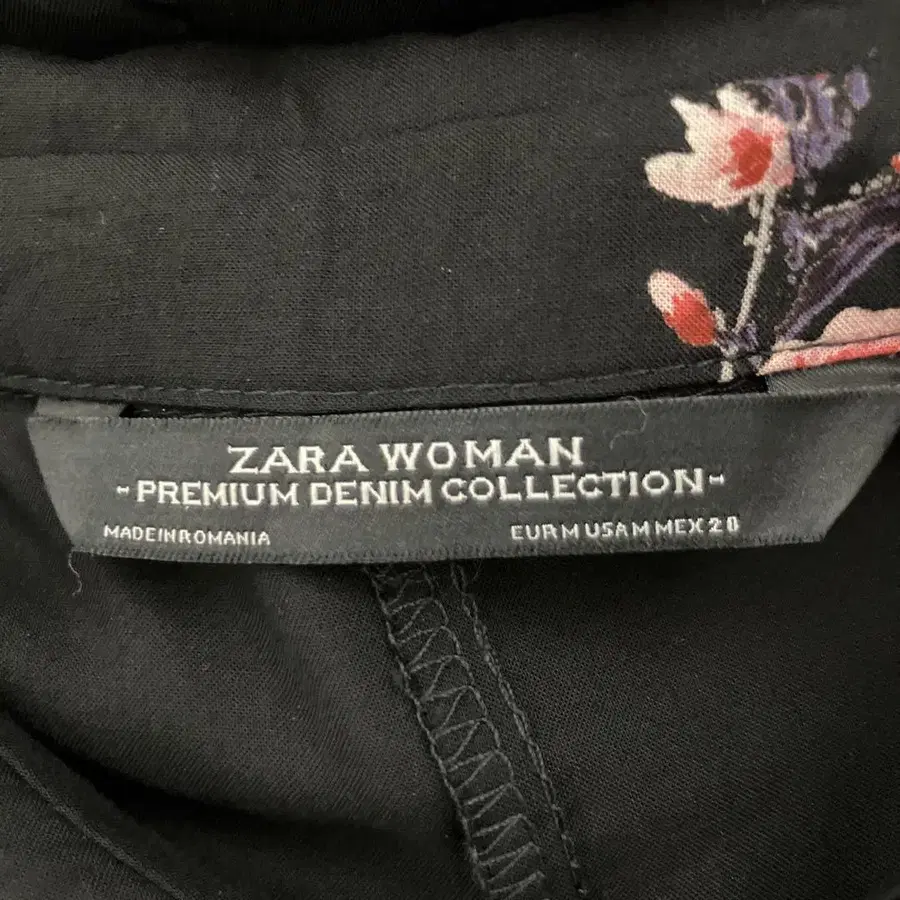 ZARA WOMAN
-PREMIUM DENIM COLLECTION-
MADE IN ROMANIA EUR M USA M MEX 28